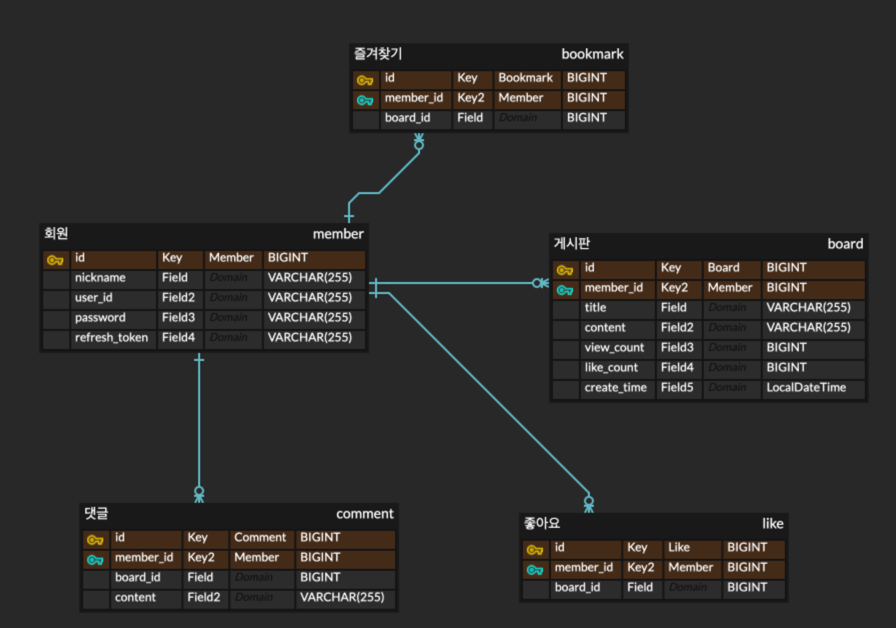 즐겨찾기 bookmark
id Key Bookmark BIGINT
member_id Key2 Member BIGINT
board_id Field Domain BIGINT
회원 member
id Key Member BIGINT
nickname Field Domain VARCHAR(255)
user_id Field2 Domain VARCHAR(255)
password Field3 Domain VARCHAR(255)
refresh_token Field4 Domain VARCHAR(255)
게시판 board
id Key Board BIGINT
member_id Key2 Member BIGINT
title Field Domain VARCHAR(255)
content Field2 Domain VARCHAR(255)
view_count Field3 Domain BIGINT
like_count Field4 Domain BIGINT
create_time Field5 Domain LocalDateTime
댓글 comment
id Key Comment BIGINT
member_id Key2 Member BIGINT
board_id Field Domain BIGINT
content Field2 Domain VARCHAR(255)
좋아요 like
id Key Like BIGINT
member_id Key2 Member BIGINT
board_id Field Domain BIGINT